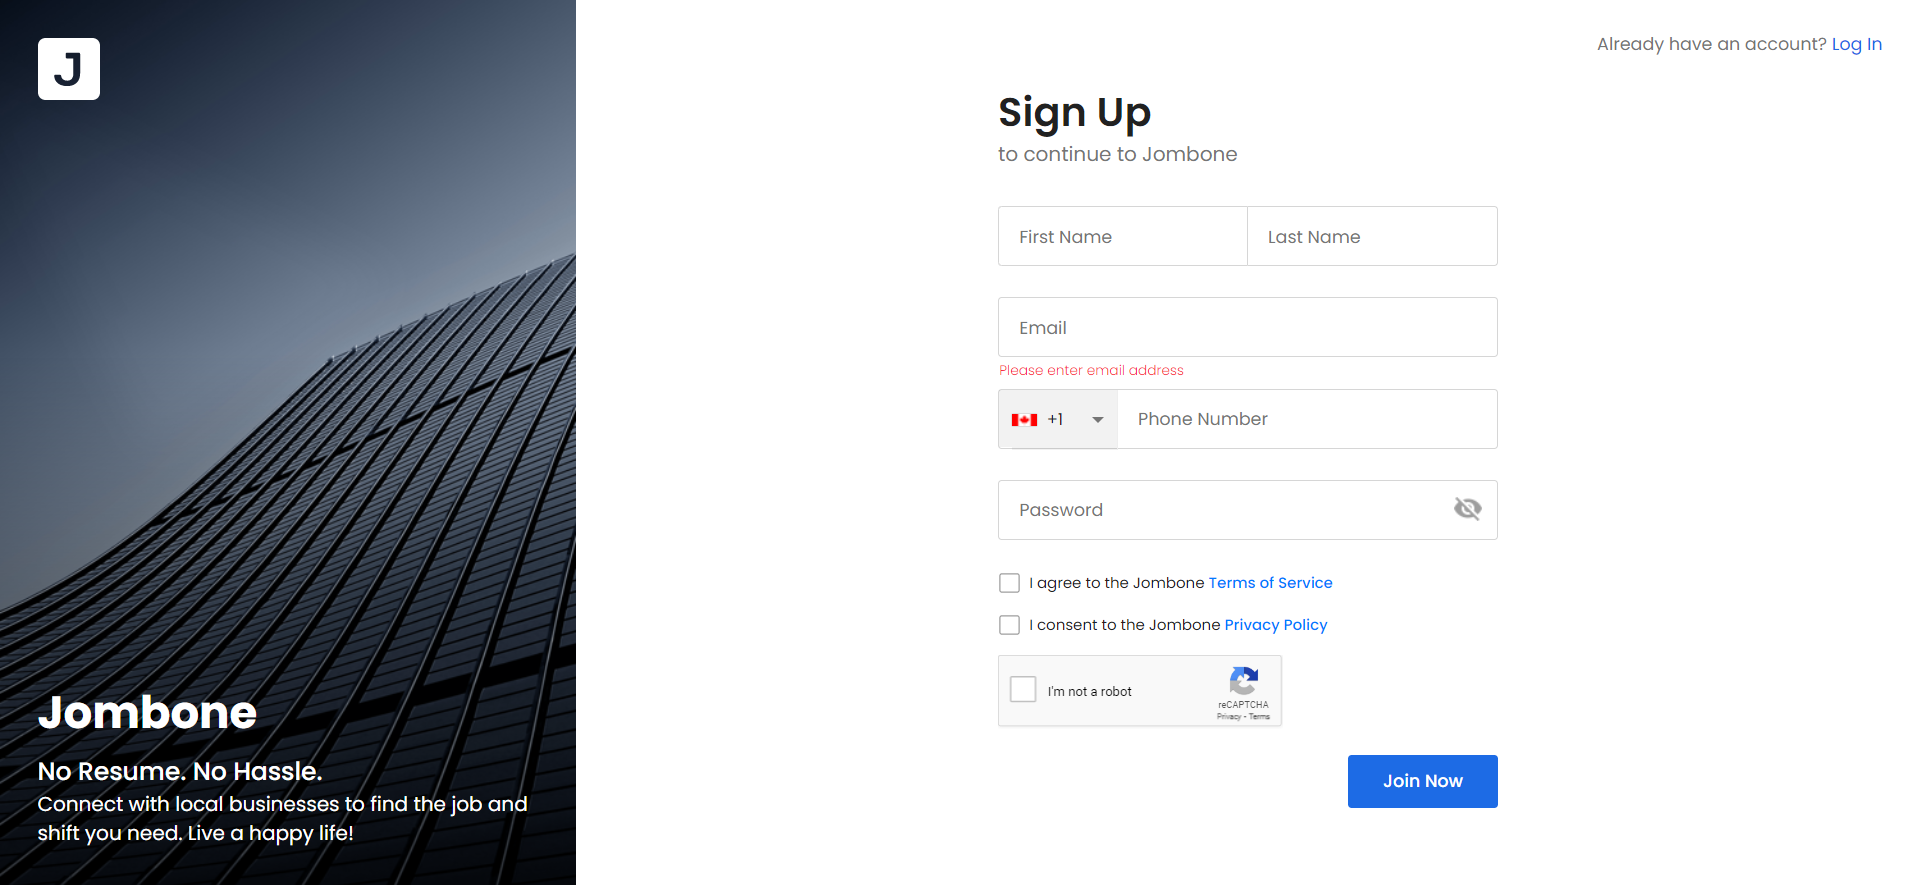 J
Jombone
No Resume. No Hassle.
Connect with local businesses to find the job and
shift you need. Live a happy life!
Already have an account? Log In
Sign Up
to continue to Jombone
First Name
Last Name
Email
Please enter email address
+1
Phone Number
Password
I agree to the Jombone Terms of Service
I consent to the Jombone Privacy Policy
I'm not a robot
reCAPTCHA
Privacy - Terms
Join Now